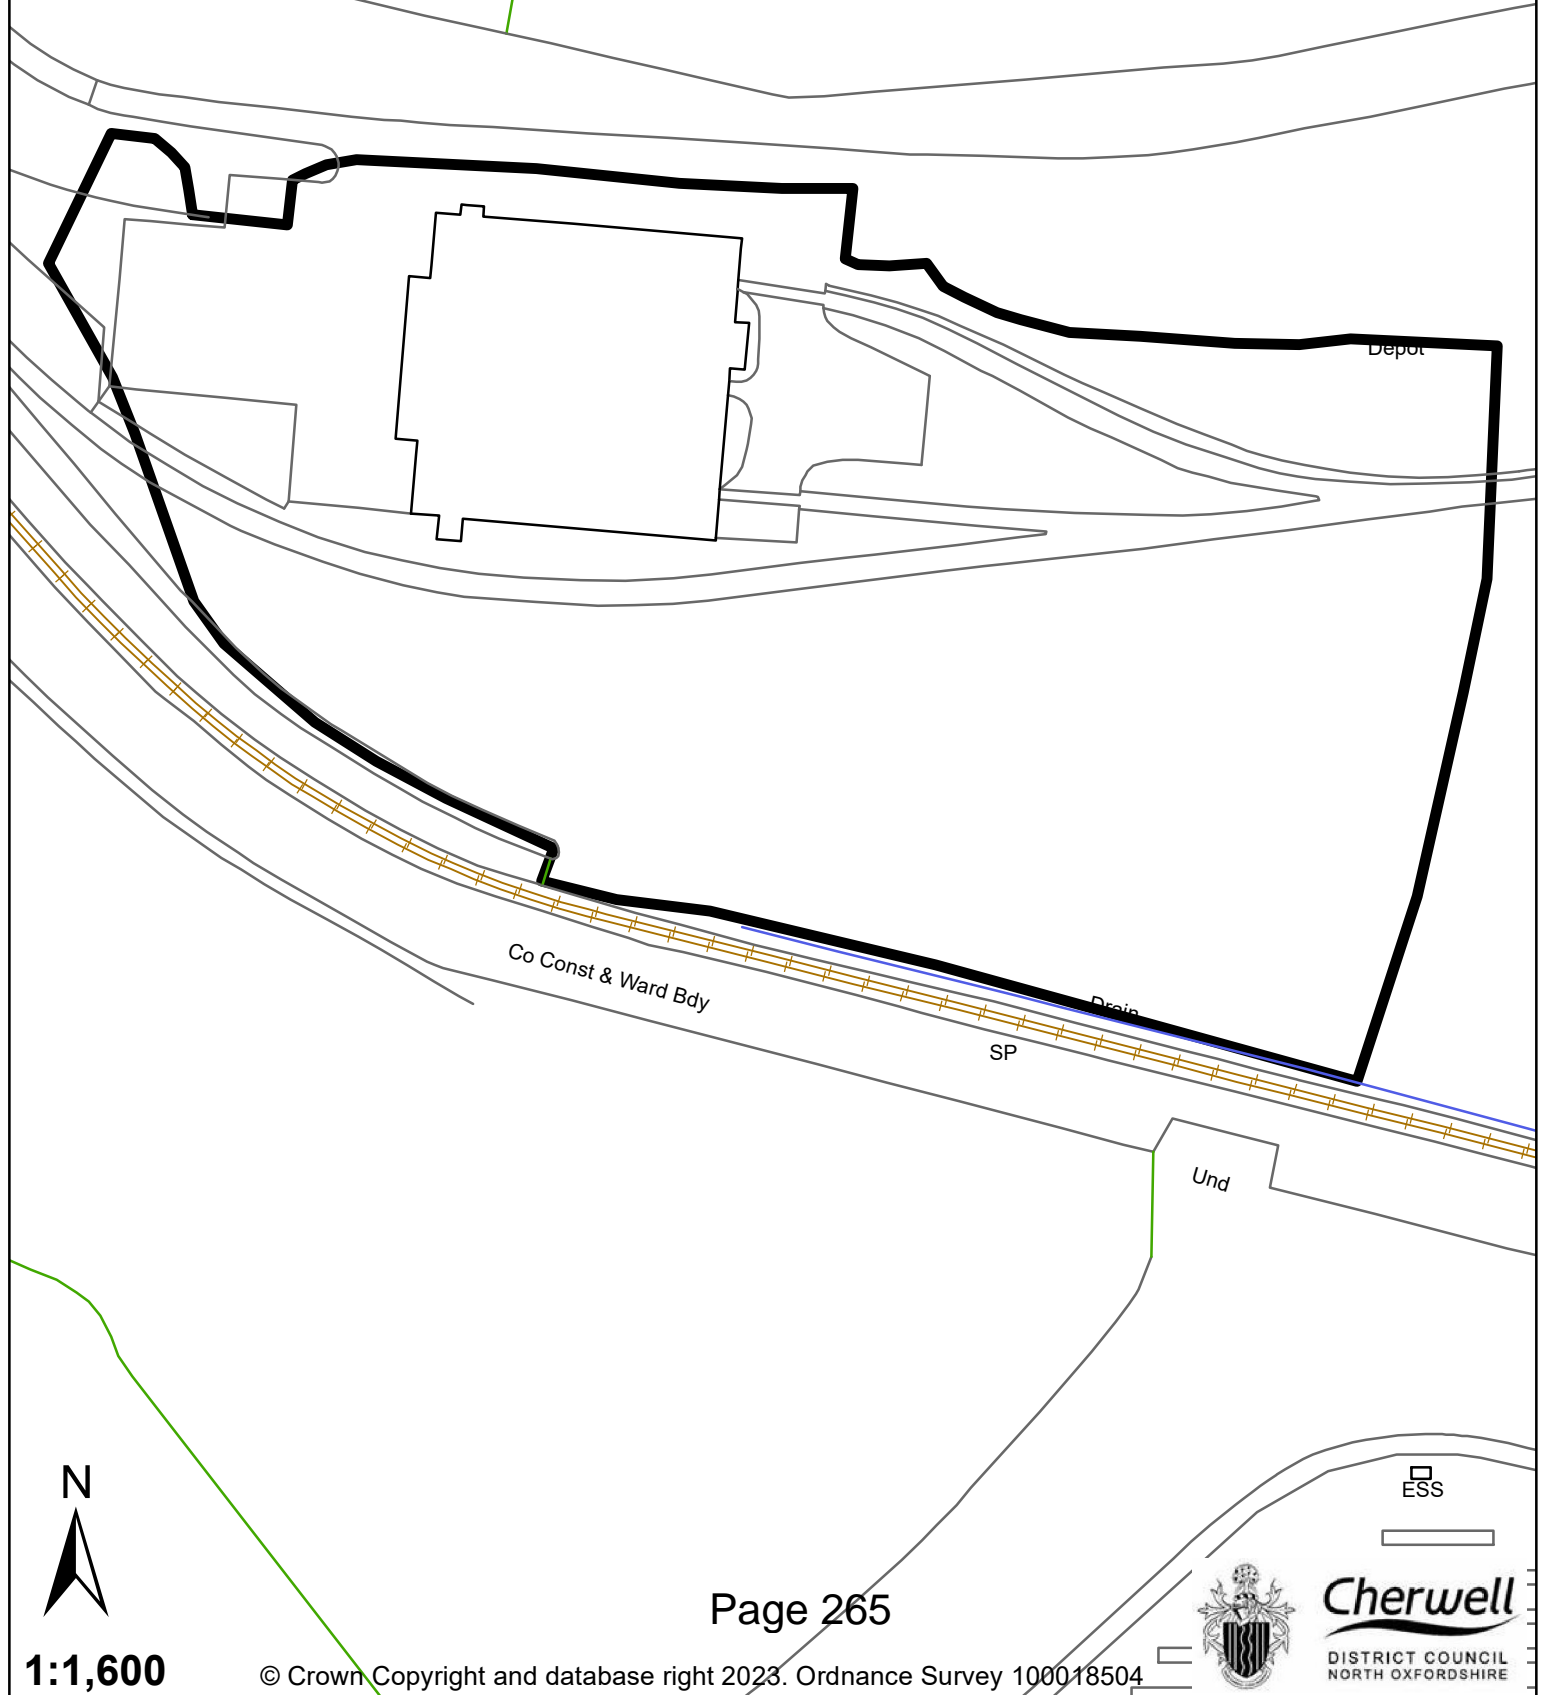 Depot
Co Const & Ward Bdy
Drain
SP
Und
N
ESS
Page 265
1:1,600
© Crown Copyright and database right 2023. Ordnance Survey 100018504
Cherwell
DISTRICT COUNCIL
NORTH OXFORDSHIRE